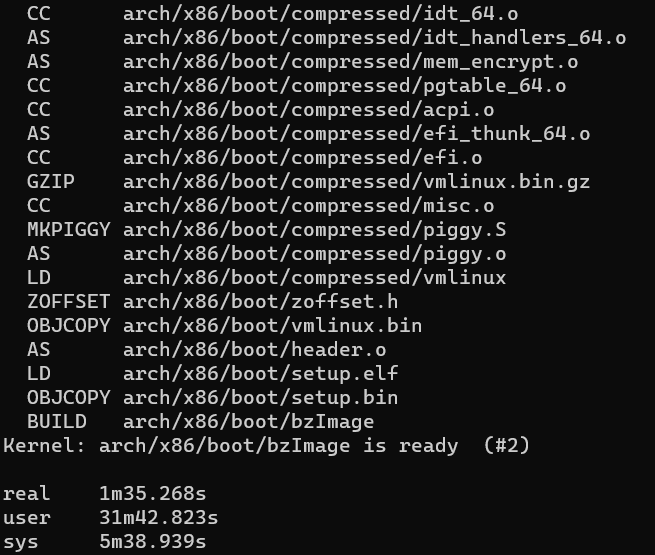 CC arch/x86/boot/compressed/idt_64.o
AS arch/x86/boot/compressed/idt_handlers_64.o
AS arch/x86/boot/compressed/mem_encrypt.o
CC arch/x86/boot/compressed/pgtable_64.o
CC arch/x86/boot/compressed/acpi.o
AS arch/x86/boot/compressed/efi_thunk_64.o
CC arch/x86/boot/compressed/efi.o
GZIP arch/x86/boot/compressed/vmlinux.bin.gz
CC arch/x86/boot/compressed/misc.o
MKPIGGY arch/x86/boot/compressed/piggy.S
AS arch/x86/boot/compressed/piggy.o
LD arch/x86/boot/compressed/vmlinux
ZOFFSET arch/x86/boot/zoffset.h
OBJCOPY arch/x86/boot/vmlinux.bin
AS arch/x86/boot/header.o
LD arch/x86/boot/setup.elf
OBJCOPY arch/x86/boot/setup.bin
BUILD arch/x86/boot/bzImage
Kernel: arch/x86/boot/bzImage is ready (#2)
real 1m35.268s
user 31m42.823s
sys 5m38.939s